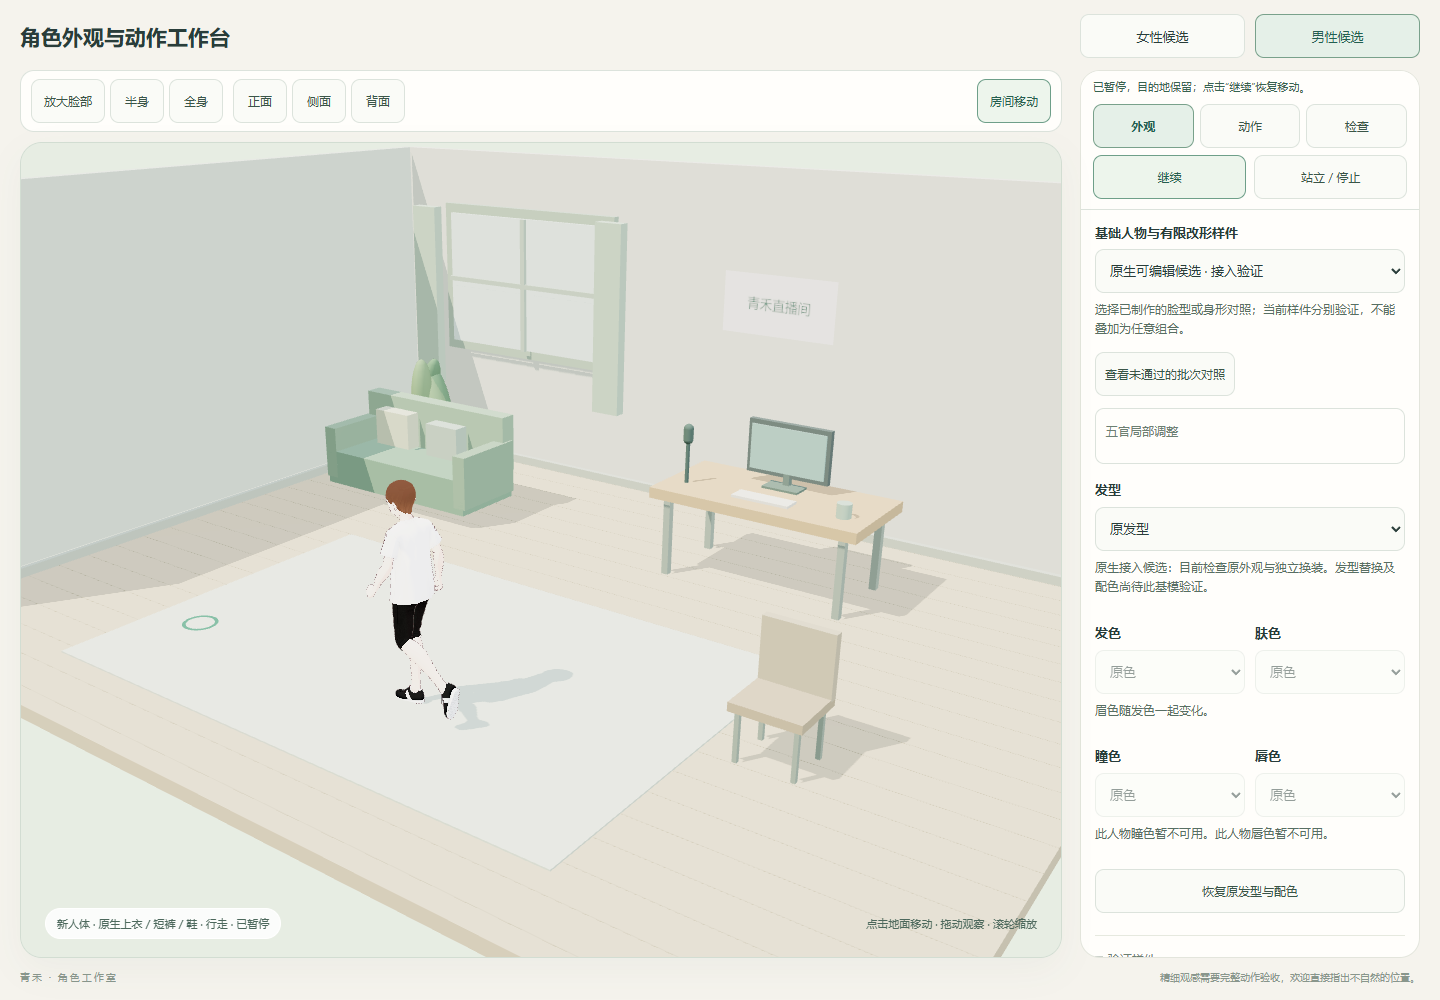 角色外观与动作工作台
女性候选
男性候选
放大脸部
半身
全身
正面
侧面
背面
房间移动
已暂停，目的地保留；点击“继续”恢复移动。
外观
动作
检查
继续
站立 / 停止
青禾直播间
基础人物与有限改形样件
原生可编辑候选 · 接入验证
选择已制作的脸型或身形对照；当前样件分别验证，不能
叠加为任意组合。
查看未通过的批次对照
五官局部调整
发型
原发型
原生接入候选：目前检查原外观与独立换装。发型替换及
配色尚待此基模验证。
发色
肤色
原色
原色
眉色随发色一起变化。
瞳色
唇色
原色
原色
此人物瞳色暂不可用。此人物唇色暂不可用。
恢复原发型与配色
新人体 · 原生上衣 / 短裤 / 鞋 · 行走 · 已暂停
点击地面移动 · 拖动观察 · 滚轮缩放
青禾 · 角色工作室
精细观感需要完整动作验收，欢迎直接指出不自然的位置。